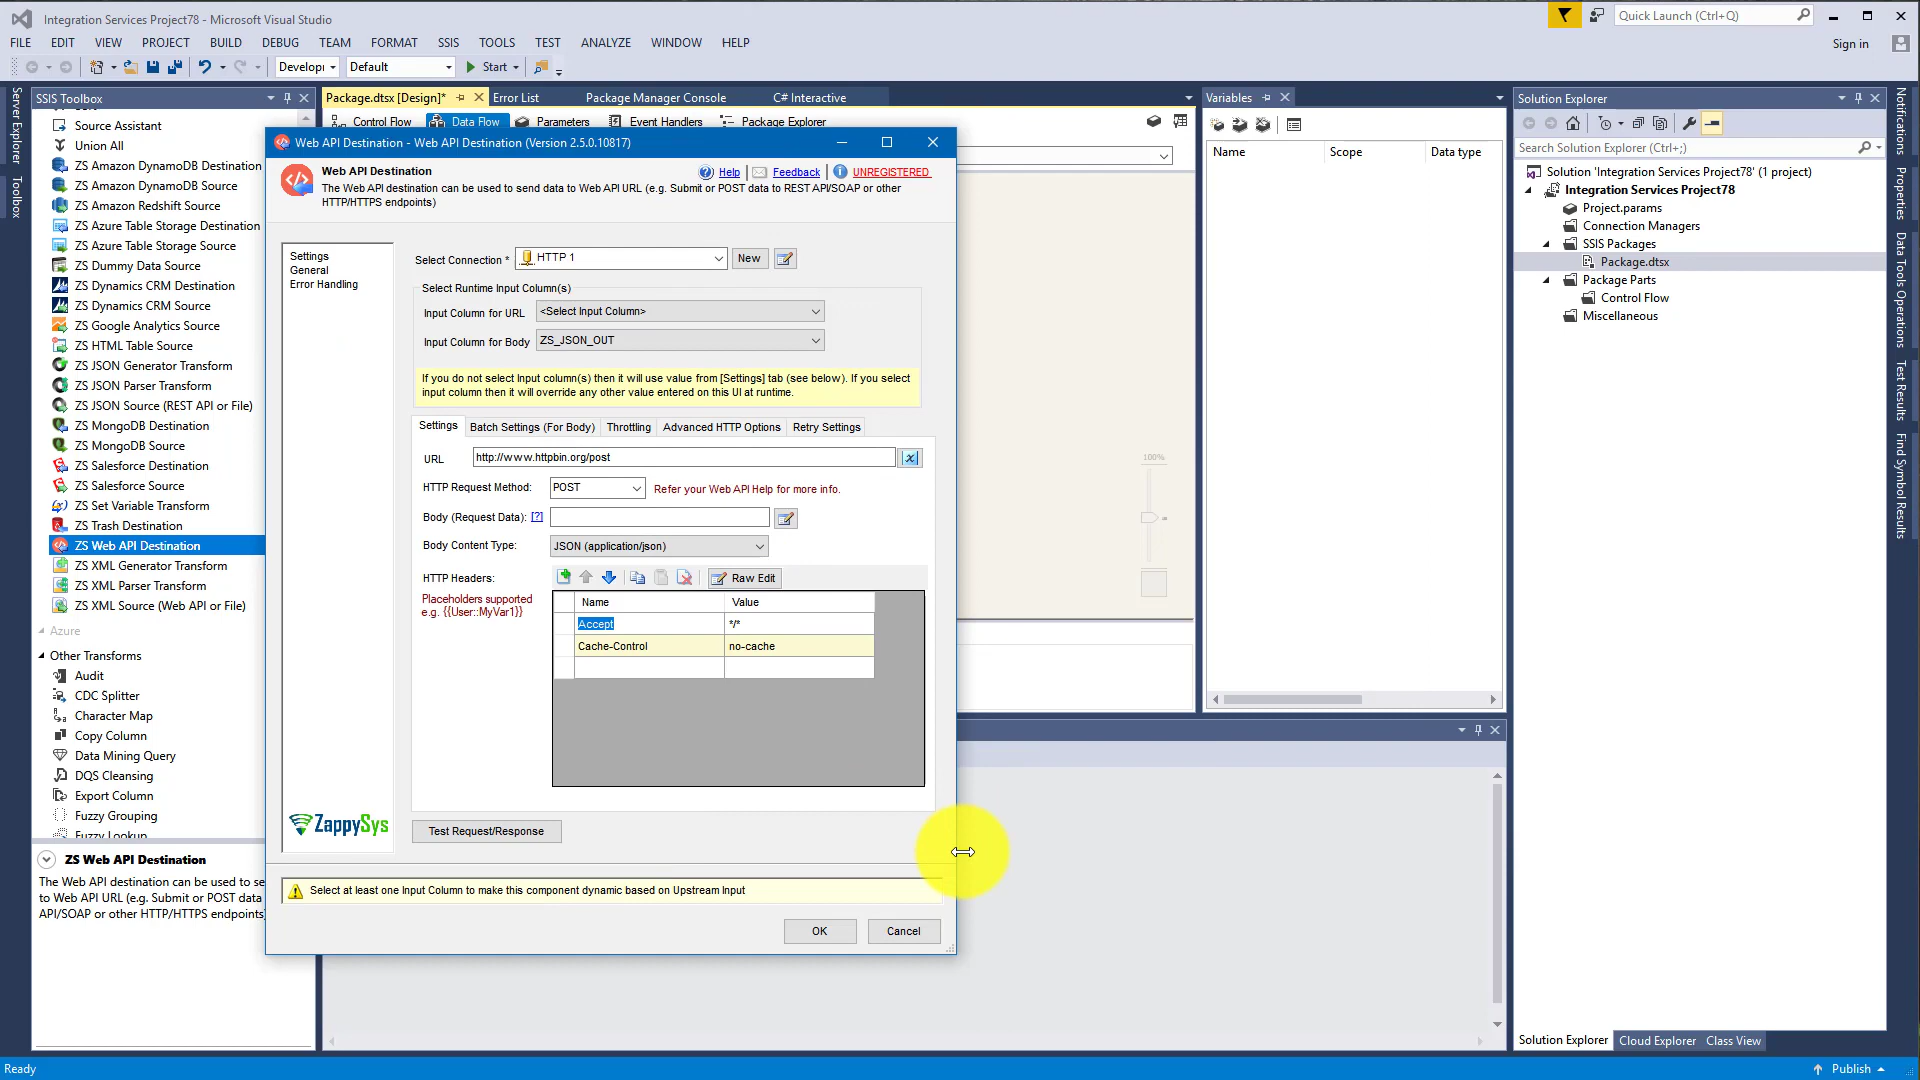 Integration Services Project78 - Microsoft Visual Studio
Quick Launch (Ctrl+Q)
FILE EDIT VIEW PROJECT BUILD DEBUG TEAM FORMAT SSIS TOOLS TEST ANALYZE WINDOW HELP
Sign in
Developı Default Start
Server Explorer
Toolbox
SSIS Toolbox
Source Assistant
Union All
ZS Amazon DynamoDB Destination
ZS Amazon DynamoDB Source
ZS Amazon Redshift Source
ZS Azure Table Storage Destination
ZS Azure Table Storage Source
ZS Dummy Data Source
ZS Dynamics CRM Destination
ZS Dynamics CRM Source
ZS Google Analytics Source
ZS HTML Table Source
ZS JSON Generator Transform
ZS JSON Parser Transform
ZS JSON Source (REST API or File)
ZS MongoDB Destination
ZS MongoDB Source
ZS Salesforce Destination
ZS Salesforce Source
ZS Set Variable Transform
ZS Trash Destination
ZS Web API Destination
ZS XML Generator Transform
ZS XML Parser Transform
ZS XML Source (Web API or File)
Azure
Other Transforms
Audit
CDC Splitter
Character Map
Copy Column
Data Mining Query
DQS Cleansing
Export Column
Fuzzy Grouping
Fuzzy Lookup
ZS Web API Destination
The Web API destination can be used to se
to Web API URL (e.g. Submit or POST data
API/SOAP or other HTTP/HTTPS endpoints)
Package.dtsx [Design]* Error List Package Manager Console C# Interactive
Control Flow Data Flow Parameters Event Handlers Package Explorer
Web API Destination - Web API Destination (Version 2.5.0.10817)
Web API Destination
Help Feedback UNREGISTERED
The Web API destination can be used to send data to Web API URL (e.g. Submit or POST data to REST API/SOAP or other
HTTP/HTTPS endpoints)
Settings
General
Error Handling
ZappySys
Select Connection * HTTP 1 New
Select Runtime Input Column(s)
Input Column for URL <Select Input Column>
Input Column for Body ZS_JSON_OUT
If you do not select Input column(s) then it will use value from [Settings] tab (see below). If you select
input column then it will override any other value entered on this UI at runtime.
Settings Batch Settings (For Body) Throttling Advanced HTTP Options Retry Settings
URL http://www.httpbin.org/post
HTTP Request Method: POST Refer your Web API Help for more info.
Body (Request Data): [?]
Body Content Type: JSON (application/json)
HTTP Headers: Raw Edit
Placeholders supported
e.g. {{User::MyVar1}}
Name Value
Accept */*
Cache-Control no-cache
Test Request/Response
Select at least one Input Column to make this component dynamic based on Upstream Input
OK Cancel
100%
Variables
Name Scope Data type
Solution Explorer
Search Solution Explorer (Ctrl+;)
Solution 'Integration Services Project78' (1 project)
Integration Services Project78
Project.params
Connection Managers
SSIS Packages
Package.dtsx
Package Parts
Control Flow
Miscellaneous
Solution Explorer Cloud Explorer Class View
Notifications
Properties
Data Tools Operations
Test Results
Find Symbol Results
Ready
Publish